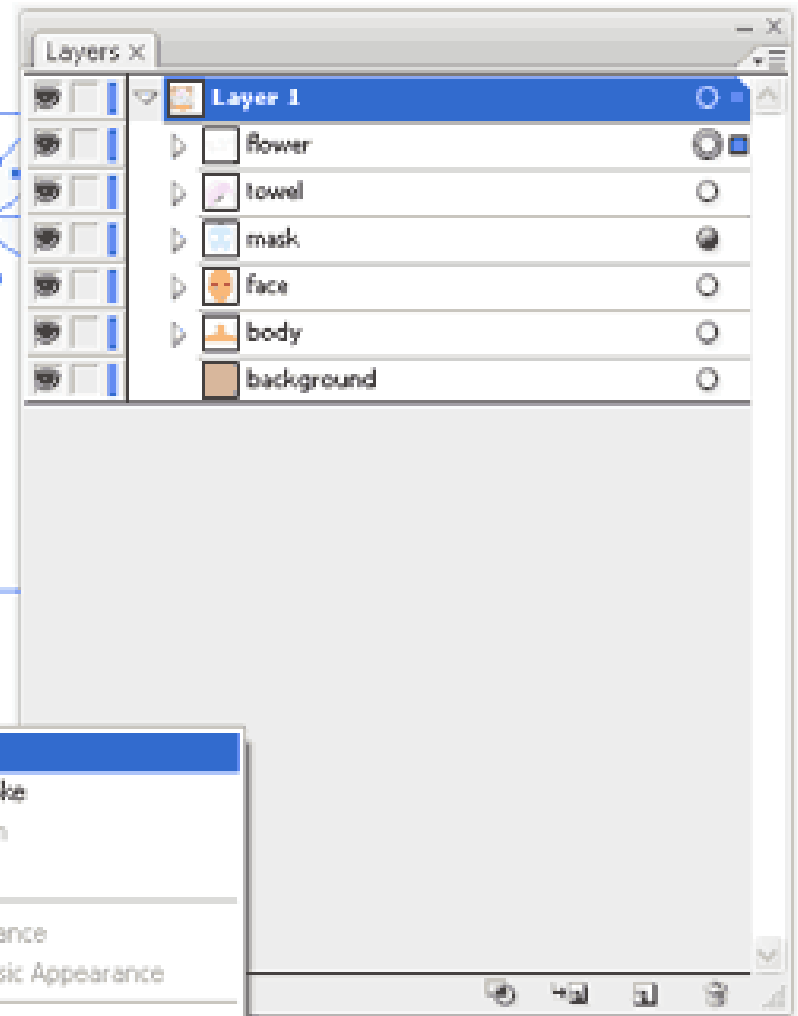 Layers
Layer 1
flower
towel
mask
face
body
background
ke
n
ance
sic Appearance